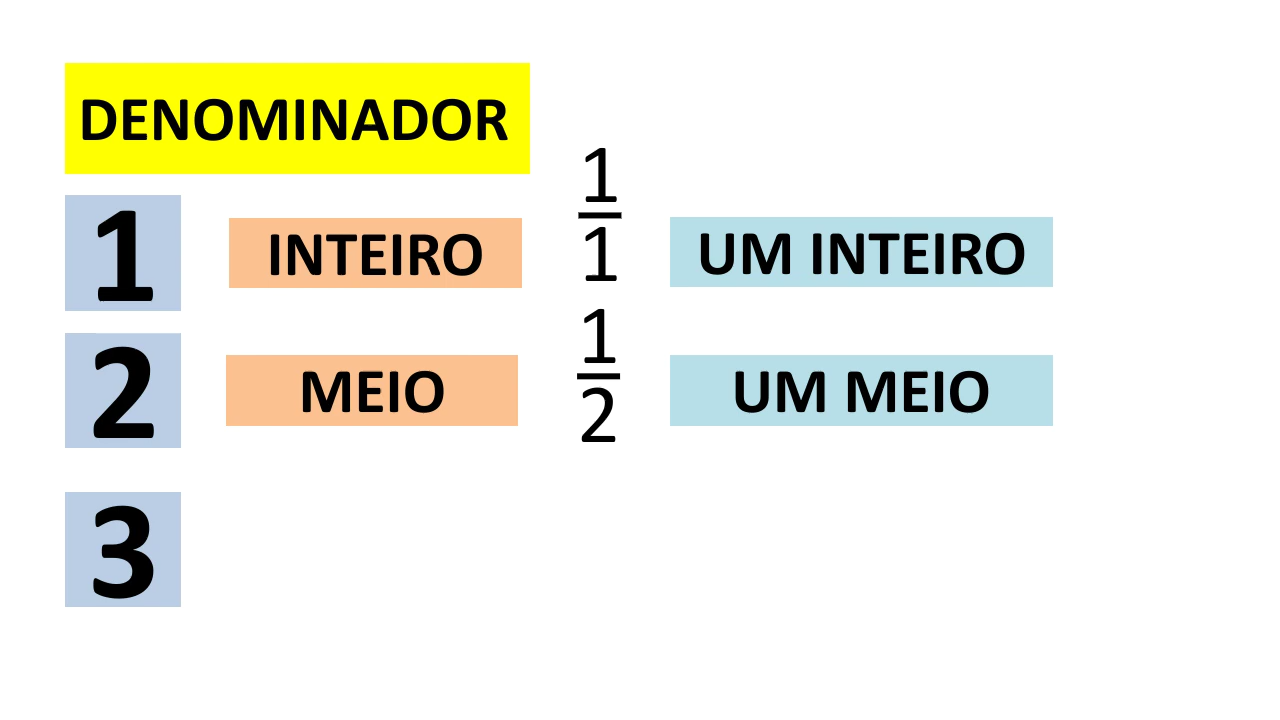 DENOMINADOR
1 INTEIRO 1/1 UM INTEIRO
2 MEIO 1/2 UM MEIO
3